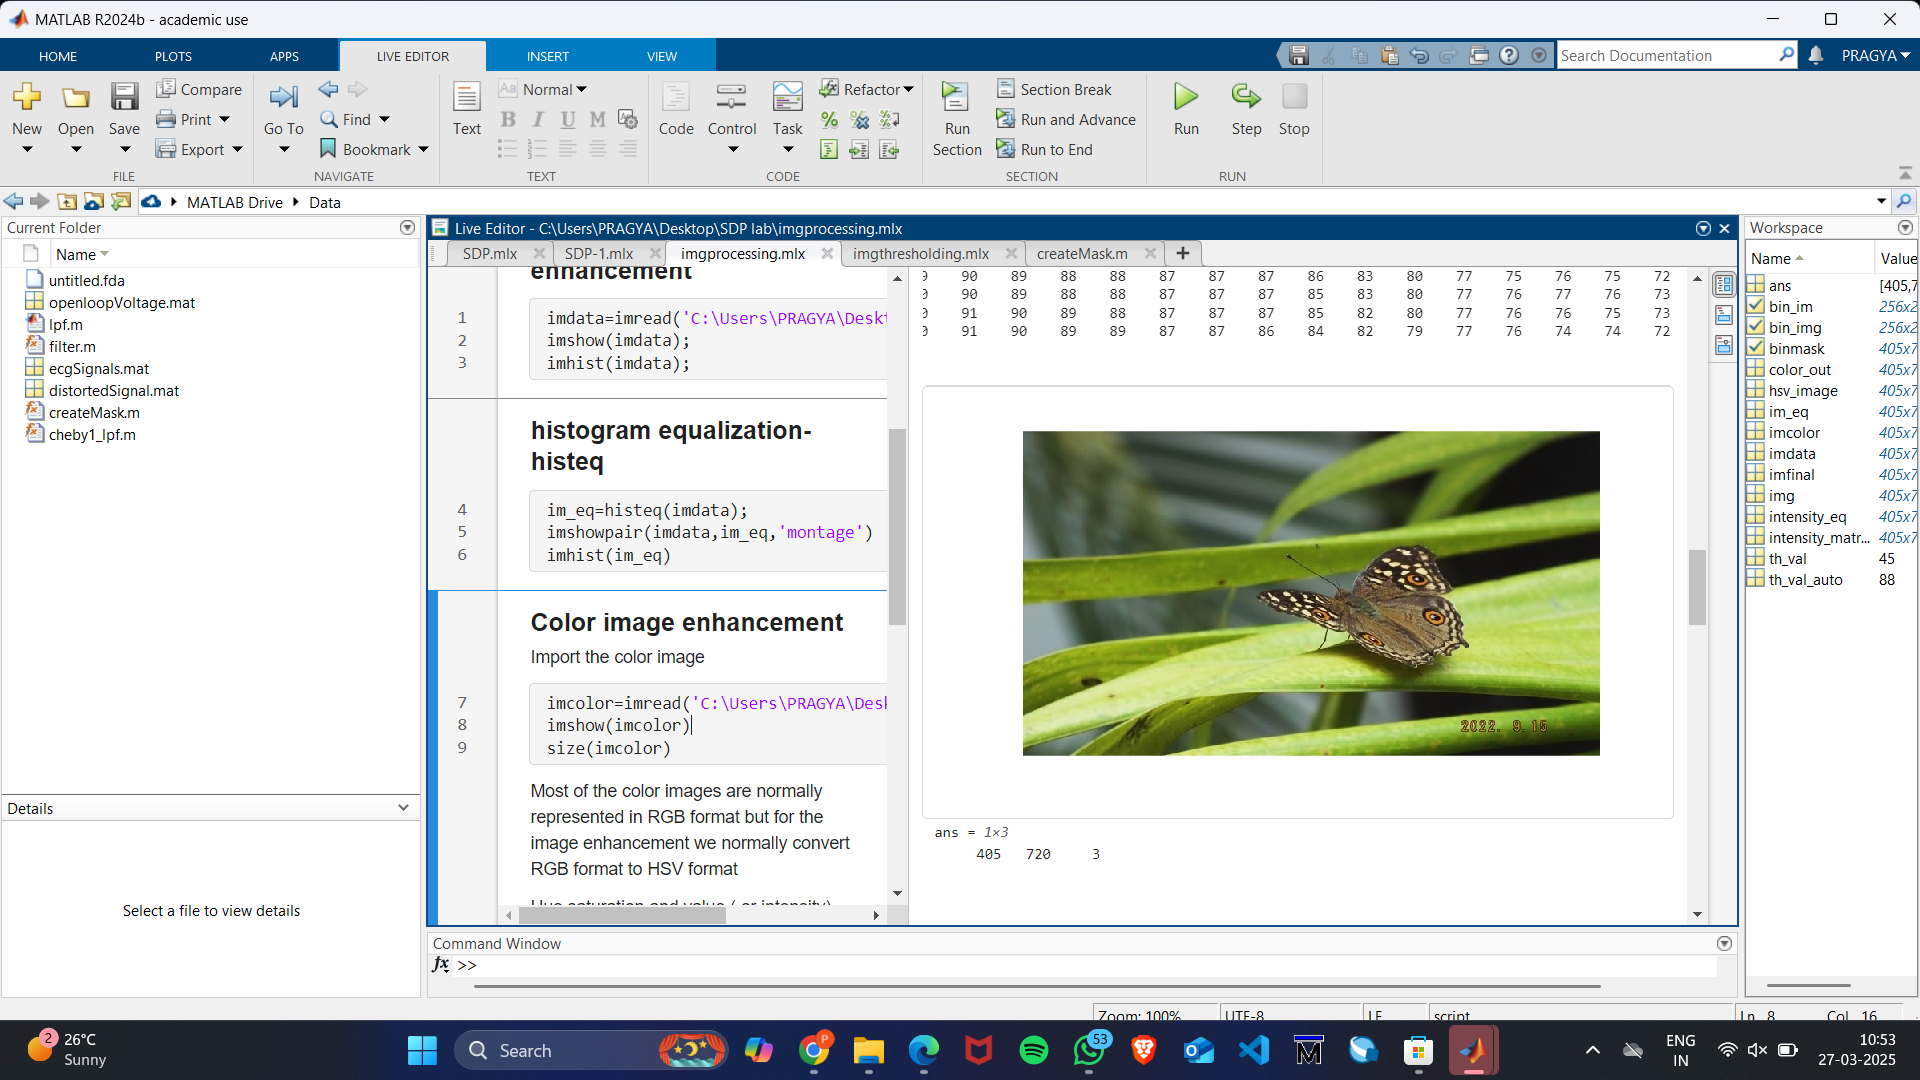 MATLAB R2024b - academic use
HOME PLOTS APPS LIVE EDITOR INSERT VIEW
Search Documentation
PRAGYA
New Open Save
Compare
Print
Export
FILE
Go To
Find
Bookmark
NAVIGATE
Text
Aa Normal
B I U M
TEXT
Code Control Task
Refactor
CODE
Run Section
Section Break
Run and Advance
Run to End
SECTION
Run Step Stop
RUN
MATLAB Drive Data
Current Folder
Name
untitled.fda
openloopVoltage.mat
lpf.m
filter.m
ecgSignals.mat
distortedSignal.mat
createMask.m
cheby1_lpf.m
Details
Select a file to view details
Live Editor - C:\Users\PRAGYA\Desktop\SDP lab\imgprocessing.mlx
SDP.mlx SDP-1.mlx imgprocessing.mlx imgthresholding.mlx createMask.m
enhancement
1 imdata=imread('C:\Users\PRAGYA\Deskt
2 imshow(imdata);
3 imhist(imdata);
histogram equalization-
histeq
4 im_eq=histeq(imdata);
5 imshowpair(imdata,im_eq,'montage')
6 imhist(im_eq)
Color image enhancement
Import the color image
7 imcolor=imread('C:\Users\PRAGYA\Desk
8 imshow(imcolor)
9 size(imcolor)
Most of the color images are normally
represented in RGB format but for the
image enhancement we normally convert
RGB format to HSV format
Hue saturation and value ( or intensity)
90 89 88 88 87 87 87 86 83 80 77 75 76 75 72
90 89 88 88 87 87 87 85 83 80 77 76 77 76 73
91 90 89 88 87 87 87 85 82 80 77 76 76 75 73
91 90 89 89 87 87 86 84 82 79 77 76 74 74 72
2022. 9.15
ans = 1×3
405 720 3
Command Window
fx >>
Workspace
Name Value
ans [405,7
bin_im 256x2
bin_img 256x2
binmask 405x7
color_out 405x7
hsv_image 405x7
im_eq 405x7
imcolor 405x7
imdata 405x7
imfinal 405x7
img 405x7
intensity_eq 405x7
intensity_matr... 405x7
th_val 45
th_val_auto 88
Zoom: 100% UTF-8 LF script Ln 8 Col 16
2
26°C
Sunny
Search
P
53
M
ENG
IN
10:53
27-03-2025